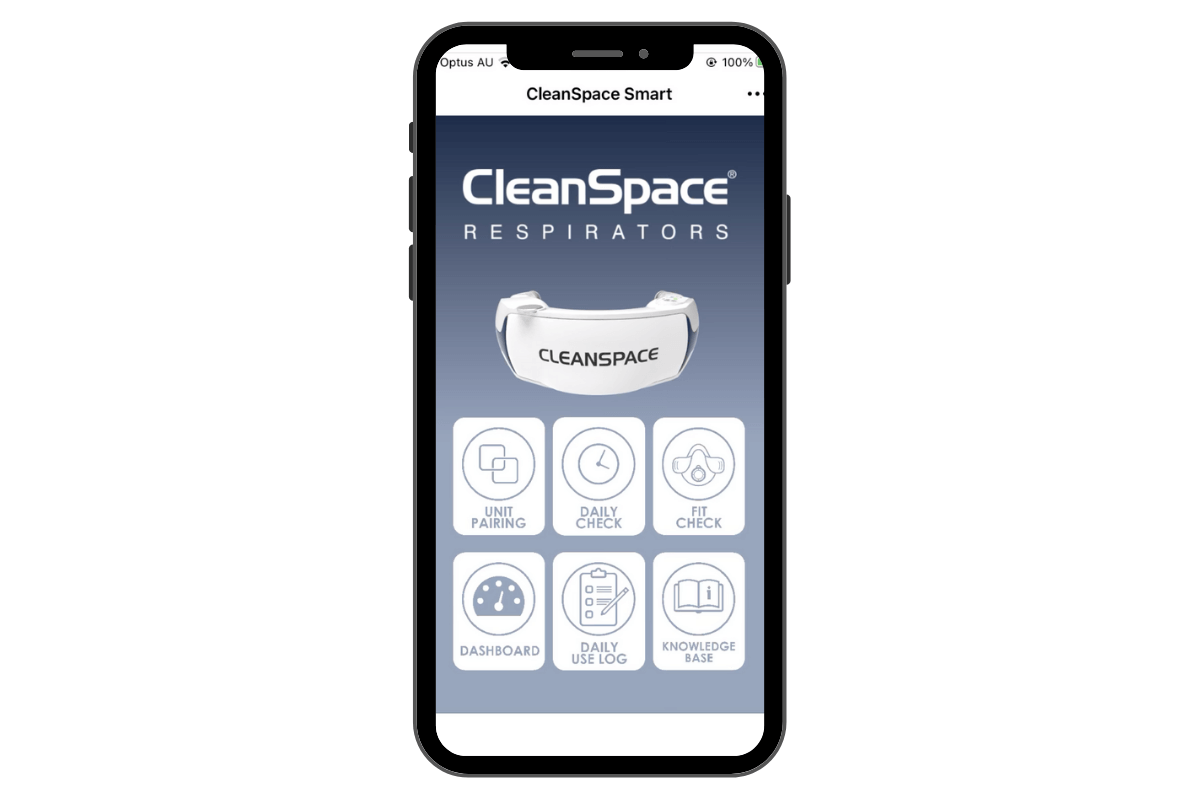 Optus AU 100%
CleanSpace Smart
CleanSpace®
RESPIRATORS
CLEANSPACE
UNIT PAIRING
DAILY CHECK
FIT CHECK
DASHBOARD
DAILY USE LOG
KNOWLEDGE BASE